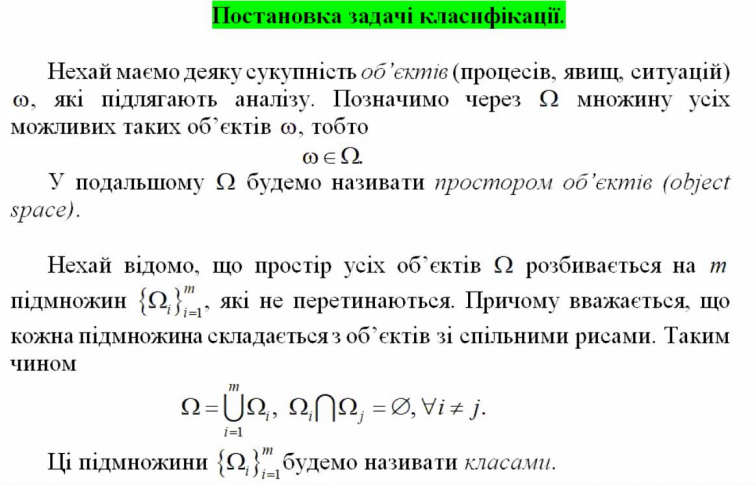 Постановка задачі класифікації.
Нехай маємо деяку сукупність об’єктів (процесів, явищ, ситуацій)
ω, які підлягають аналізу. Позначимо через Ω множину усіх
можливих таких об’єктів ω, тобто
ω ∈ Ω.
У подальшому Ω будемо називати простором об’єктів (object
space).
Нехай відомо, що простір усіх об’єктів Ω розбивається на m
підмножин {Ω_i}_{i=1}^m, які не перетинаються. Причому вважається, що
кожна підмножина складається з об’єктів зі спільними рисами. Таким
чином
Ω = ⋃_{i=1}^m Ω_i, Ω_i ⋂ Ω_j = ∅, ∀i ≠ j.
Ці підмножини {Ω_i}_{i=1}^m будемо називати класами.